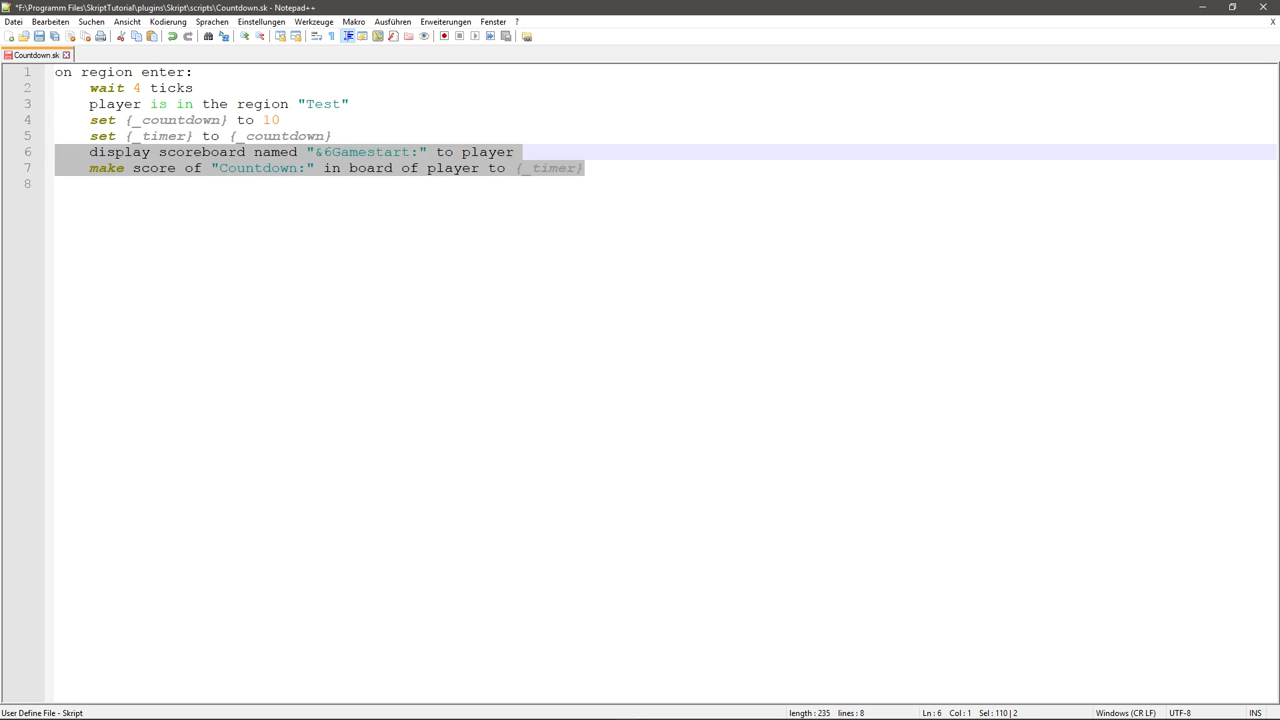 *F:\Programm Files\SkriptTutorial\plugins\Skript\scripts\Countdown.sk - Notepad++
Datei Bearbeiten Suchen Ansicht Kodierung Sprachen Einstellungen Werkzeuge Makro Ausführen Erweiterungen Fenster ? X
Countdown.sk
1 on region enter:
2 wait 4 ticks
3 player is in the region "Test"
4 set {_countdown} to 10
5 set {_timer} to {_countdown}
6 display scoreboard named "&6Gamestart:" to player
7 make score of "Countdown:" in board of player to {_timer}
8
User Define File - Skript length : 235 lines : 8 Ln : 6 Col : 1 Sel : 110 | 2 Windows (CR LF) UTF-8 INS